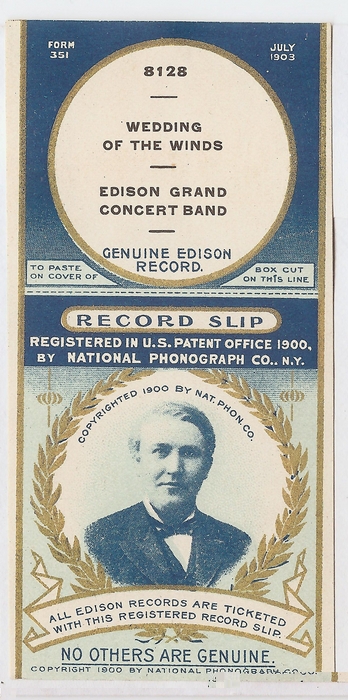 FORM
351
JULY
1903
8128
WEDDING
OF THE WINDS
EDISON GRAND
CONCERT BAND
GENUINE EDISON
RECORD.
TO PASTE
ON COVER OF
BOX CUT
ON THIS LINE
RECORD SLIP
REGISTERED IN U.S. PATENT OFFICE 1900,
BY NATIONAL PHONOGRAPH CO., N.Y.
COPYRIGHTED 1900 BY NAT. PHON. CO.
ALL EDISON RECORDS ARE TICKETED
WITH THIS REGISTERED RECORD SLIP.
NO OTHERS ARE GENUINE.
COPYRIGHT 1900 BY NATIONAL PHONOGRAPH CO.